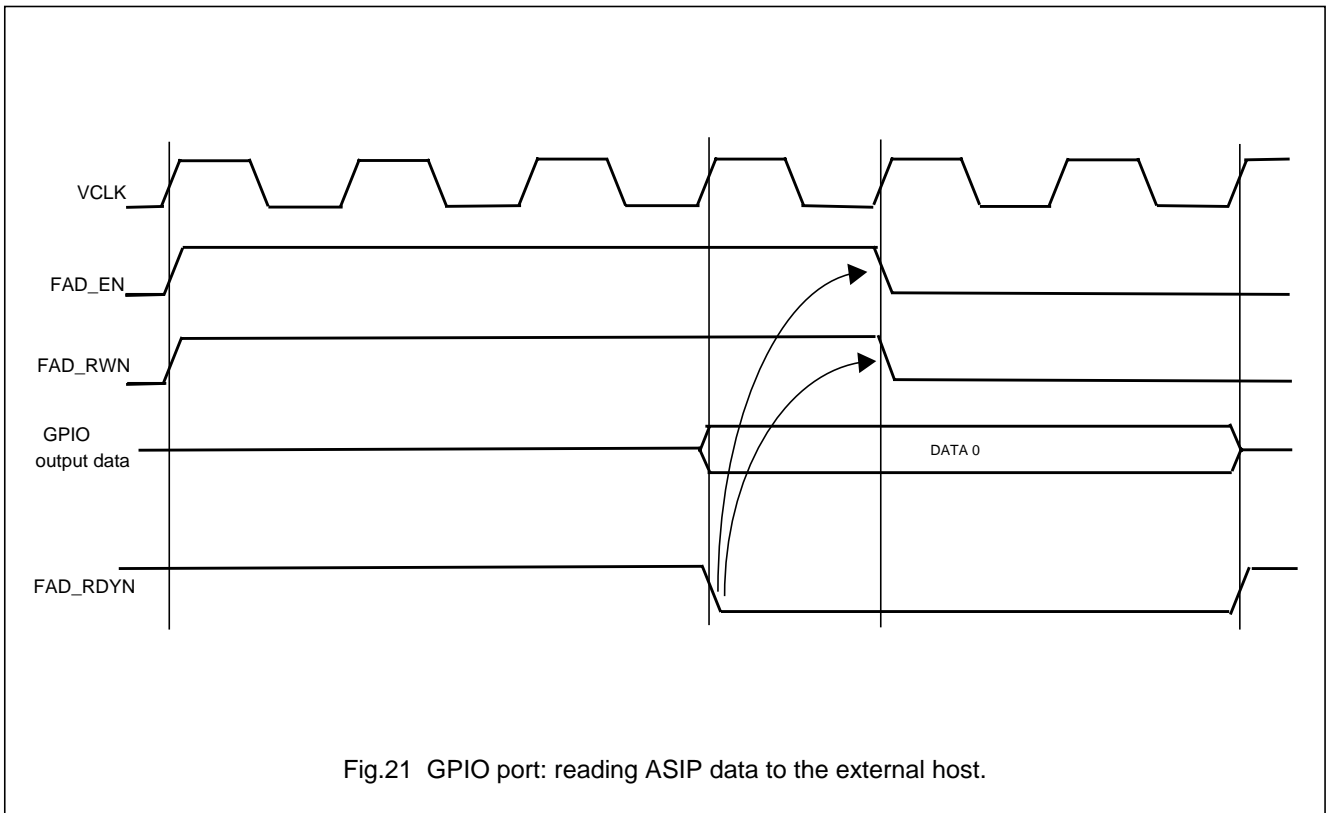 VCLK
FAD_EN
FAD_RWN
GPIO
output data
DATA 0
FAD_RDYN
Fig.21 GPIO port: reading ASIP data to the external host.